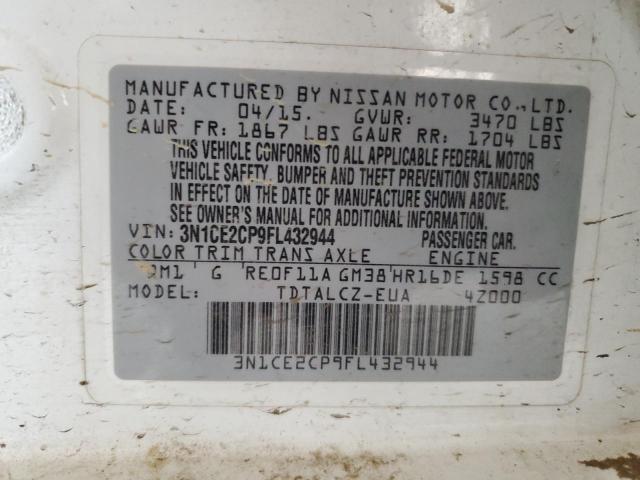 MANUFACTURED BY NISSAN MOTOR CO., LTD.
DATE: 04/15. GVWR: 3470 LBS
GAWR FR: 1867 LBS GAWR RR: 1704 LBS
THIS VEHICLE CONFORMS TO ALL APPLICABLE FEDERAL MOTOR
VEHICLE SAFETY, BUMPER AND THEFT PREVENTION STANDARDS
IN EFFECT ON THE DATE OF MANUFACTURE SHOWN ABOVE.
SEE OWNER'S MANUAL FOR ADDITIONAL INFORMATION.
VIN: 3N1CE2CP9FL432944 PASSENGER CAR.
COLOR TRIM TRANS AXLE ENGINE
G RE0F11A GM38 HR16DE 1598 CC
MODEL: TDTALCZ-EUA 4Z000
3N1CE2CP9FL432944